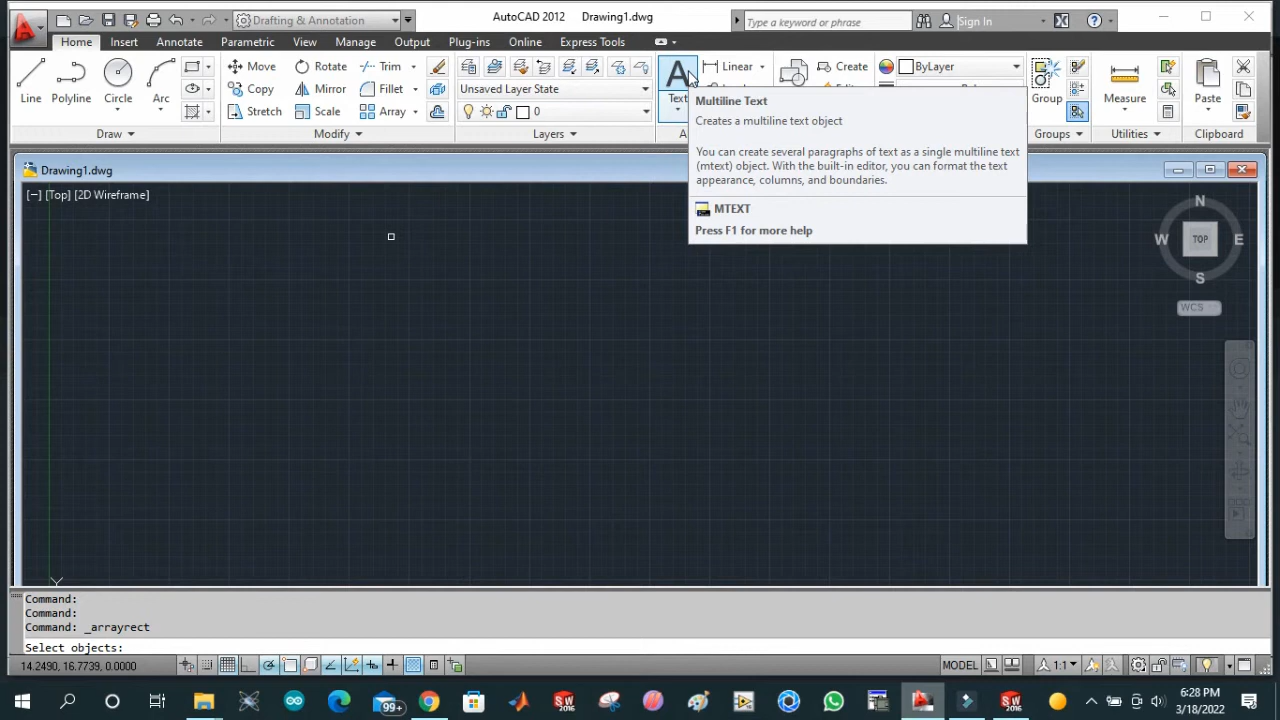 Drafting & Annotation
AutoCAD 2012 Drawing1.dwg
Type a keyword or phrase
Sign In
Home Insert Annotate Parametric View Manage Output Plug-ins Online Express Tools
Line
Polyline
Circle
Arc
Draw
Move Rotate Trim
Copy Mirror Fillet
Stretch Scale Array
Modify
Unsaved Layer State
0
Layers
A
Text
Linear
Create
ByLayer
Group
Groups
Measure
Utilities
Paste
Clipboard
Multiline Text
Creates a multiline text object
You can create several paragraphs of text as a single multiline text
(mtext) object. With the built-in editor, you can format the text
appearance, columns, and boundaries.
MTEXT
Press F1 for more help
Drawing1.dwg
[−] [Top] [2D Wireframe]
N
W TOP E
S
WCS
Y
Command:
Command:
Command: _arrayrect
Select objects:
14.2490, 16.7739, 0.0000
MODEL
1:1
99+
SW
2016
SW
2016
6:28 PM
3/18/2022